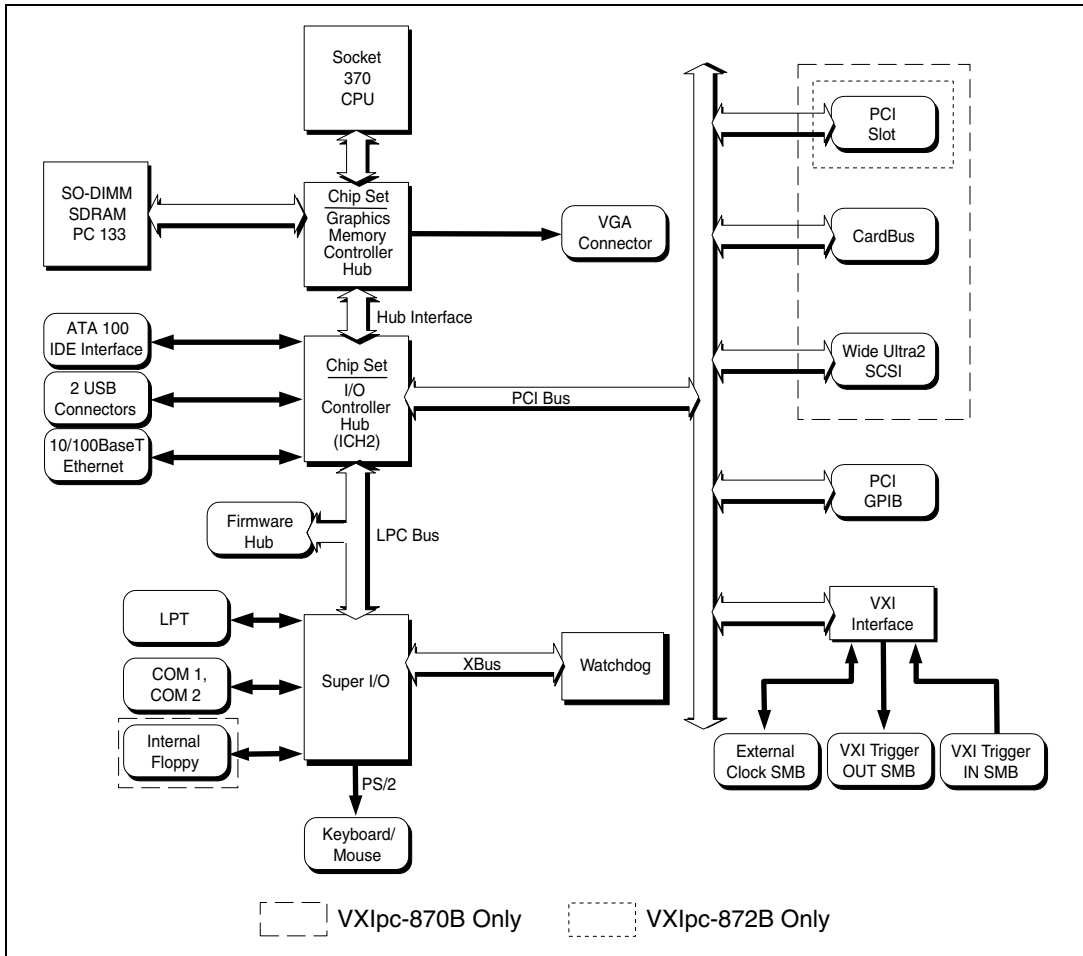 Socket
370
CPU
SO-DIMM
SDRAM
PC 133
Chip Set
Graphics
Memory
Controller
Hub
VGA
Connector
PCI
Slot
CardBus
Wide Ultra2
SCSI
Hub Interface
ATA 100
IDE Interface
2 USB
Connectors
10/100BaseT
Ethernet
Chip Set
I/O
Controller
Hub
(ICH2)
PCI Bus
PCI
GPIB
Firmware
Hub
LPC Bus
LPT
COM 1,
COM 2
Internal
Floppy
Super I/O
XBus
Watchdog
VXI
Interface
External
Clock SMB
VXI Trigger
OUT SMB
VXI Trigger
IN SMB
PS/2
Keyboard/
Mouse
VXIpc-870B Only
VXIpc-872B Only